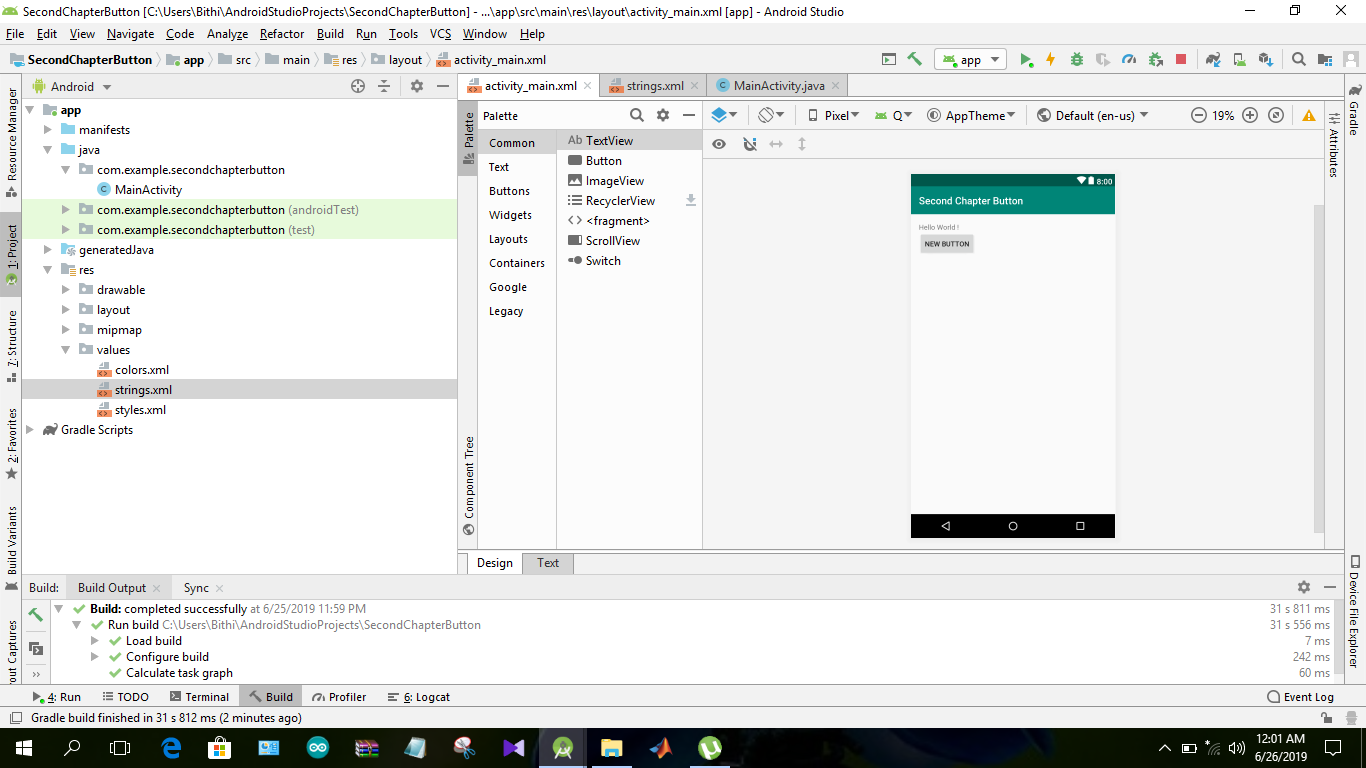 SecondChapterButton [C:\Users\Bithi\AndroidStudioProjects\SecondChapterButton] - ...\app\src\main\res\layout\activity_main.xml [app] - Android Studio
File Edit View Navigate Code Analyze Refactor Build Run Tools VCS Window Help
SecondChapterButton app src main res layout activity_main.xml
app
Android
activity_main.xml strings.xml MainActivity.java
Resource Manager
1: Project
7: Structure
2: Favorites
Build Variants
out Captures
app
manifests
java
com.example.secondchapterbutton
MainActivity
com.example.secondchapterbutton (androidTest)
com.example.secondchapterbutton (test)
generatedJava
res
drawable
layout
mipmap
values
colors.xml
strings.xml
styles.xml
Gradle Scripts
Palette
Component Tree
Palette
Common
Text
Buttons
Widgets
Layouts
Containers
Google
Legacy
Ab TextView
Button
ImageView
RecyclerView
<fragment>
ScrollView
Switch
Pixel Q AppTheme Default (en-us) 19%
8:00
Second Chapter Button
Hello World !
NEW BUTTON
Attributes
Gradle
Device File Explorer
Design Text
Build: Build Output Sync
Build: completed successfully at 6/25/2019 11:59 PM 31 s 811 ms
Run build C:\Users\Bithi\AndroidStudioProjects\SecondChapterButton 31 s 556 ms
Load build 7 ms
Configure build 242 ms
Calculate task graph 60 ms
4: Run TODO Terminal Build Profiler 6: Logcat Event Log
Gradle build finished in 31 s 812 ms (2 minutes ago)
12:01 AM
6/26/2019